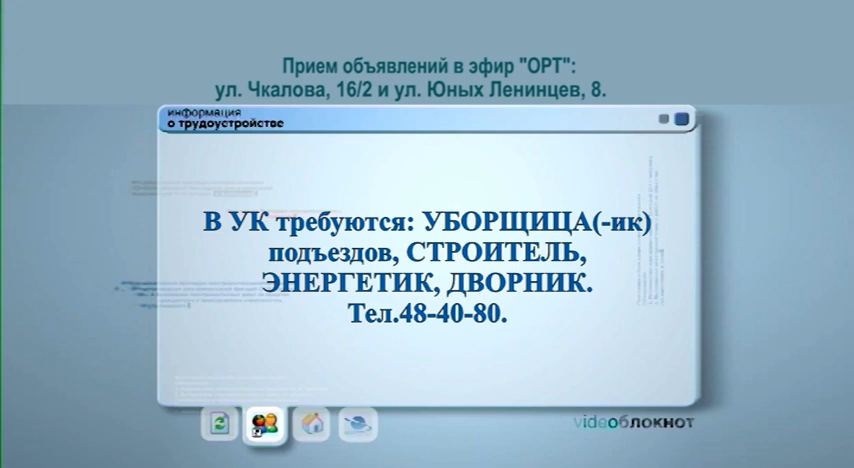 Прием объявлений в эфир "ОРТ":
ул. Чкалова, 16/2 и ул. Юных Ленинцев, 8.
информация
о трудоустройстве
В УК требуются: УБОРЩИЦА(-ик)
подъездов, СТРОИТЕЛЬ,
ЭНЕРГЕТИК, ДВОРНИК.
Тел.48-40-80.
videoблокнот